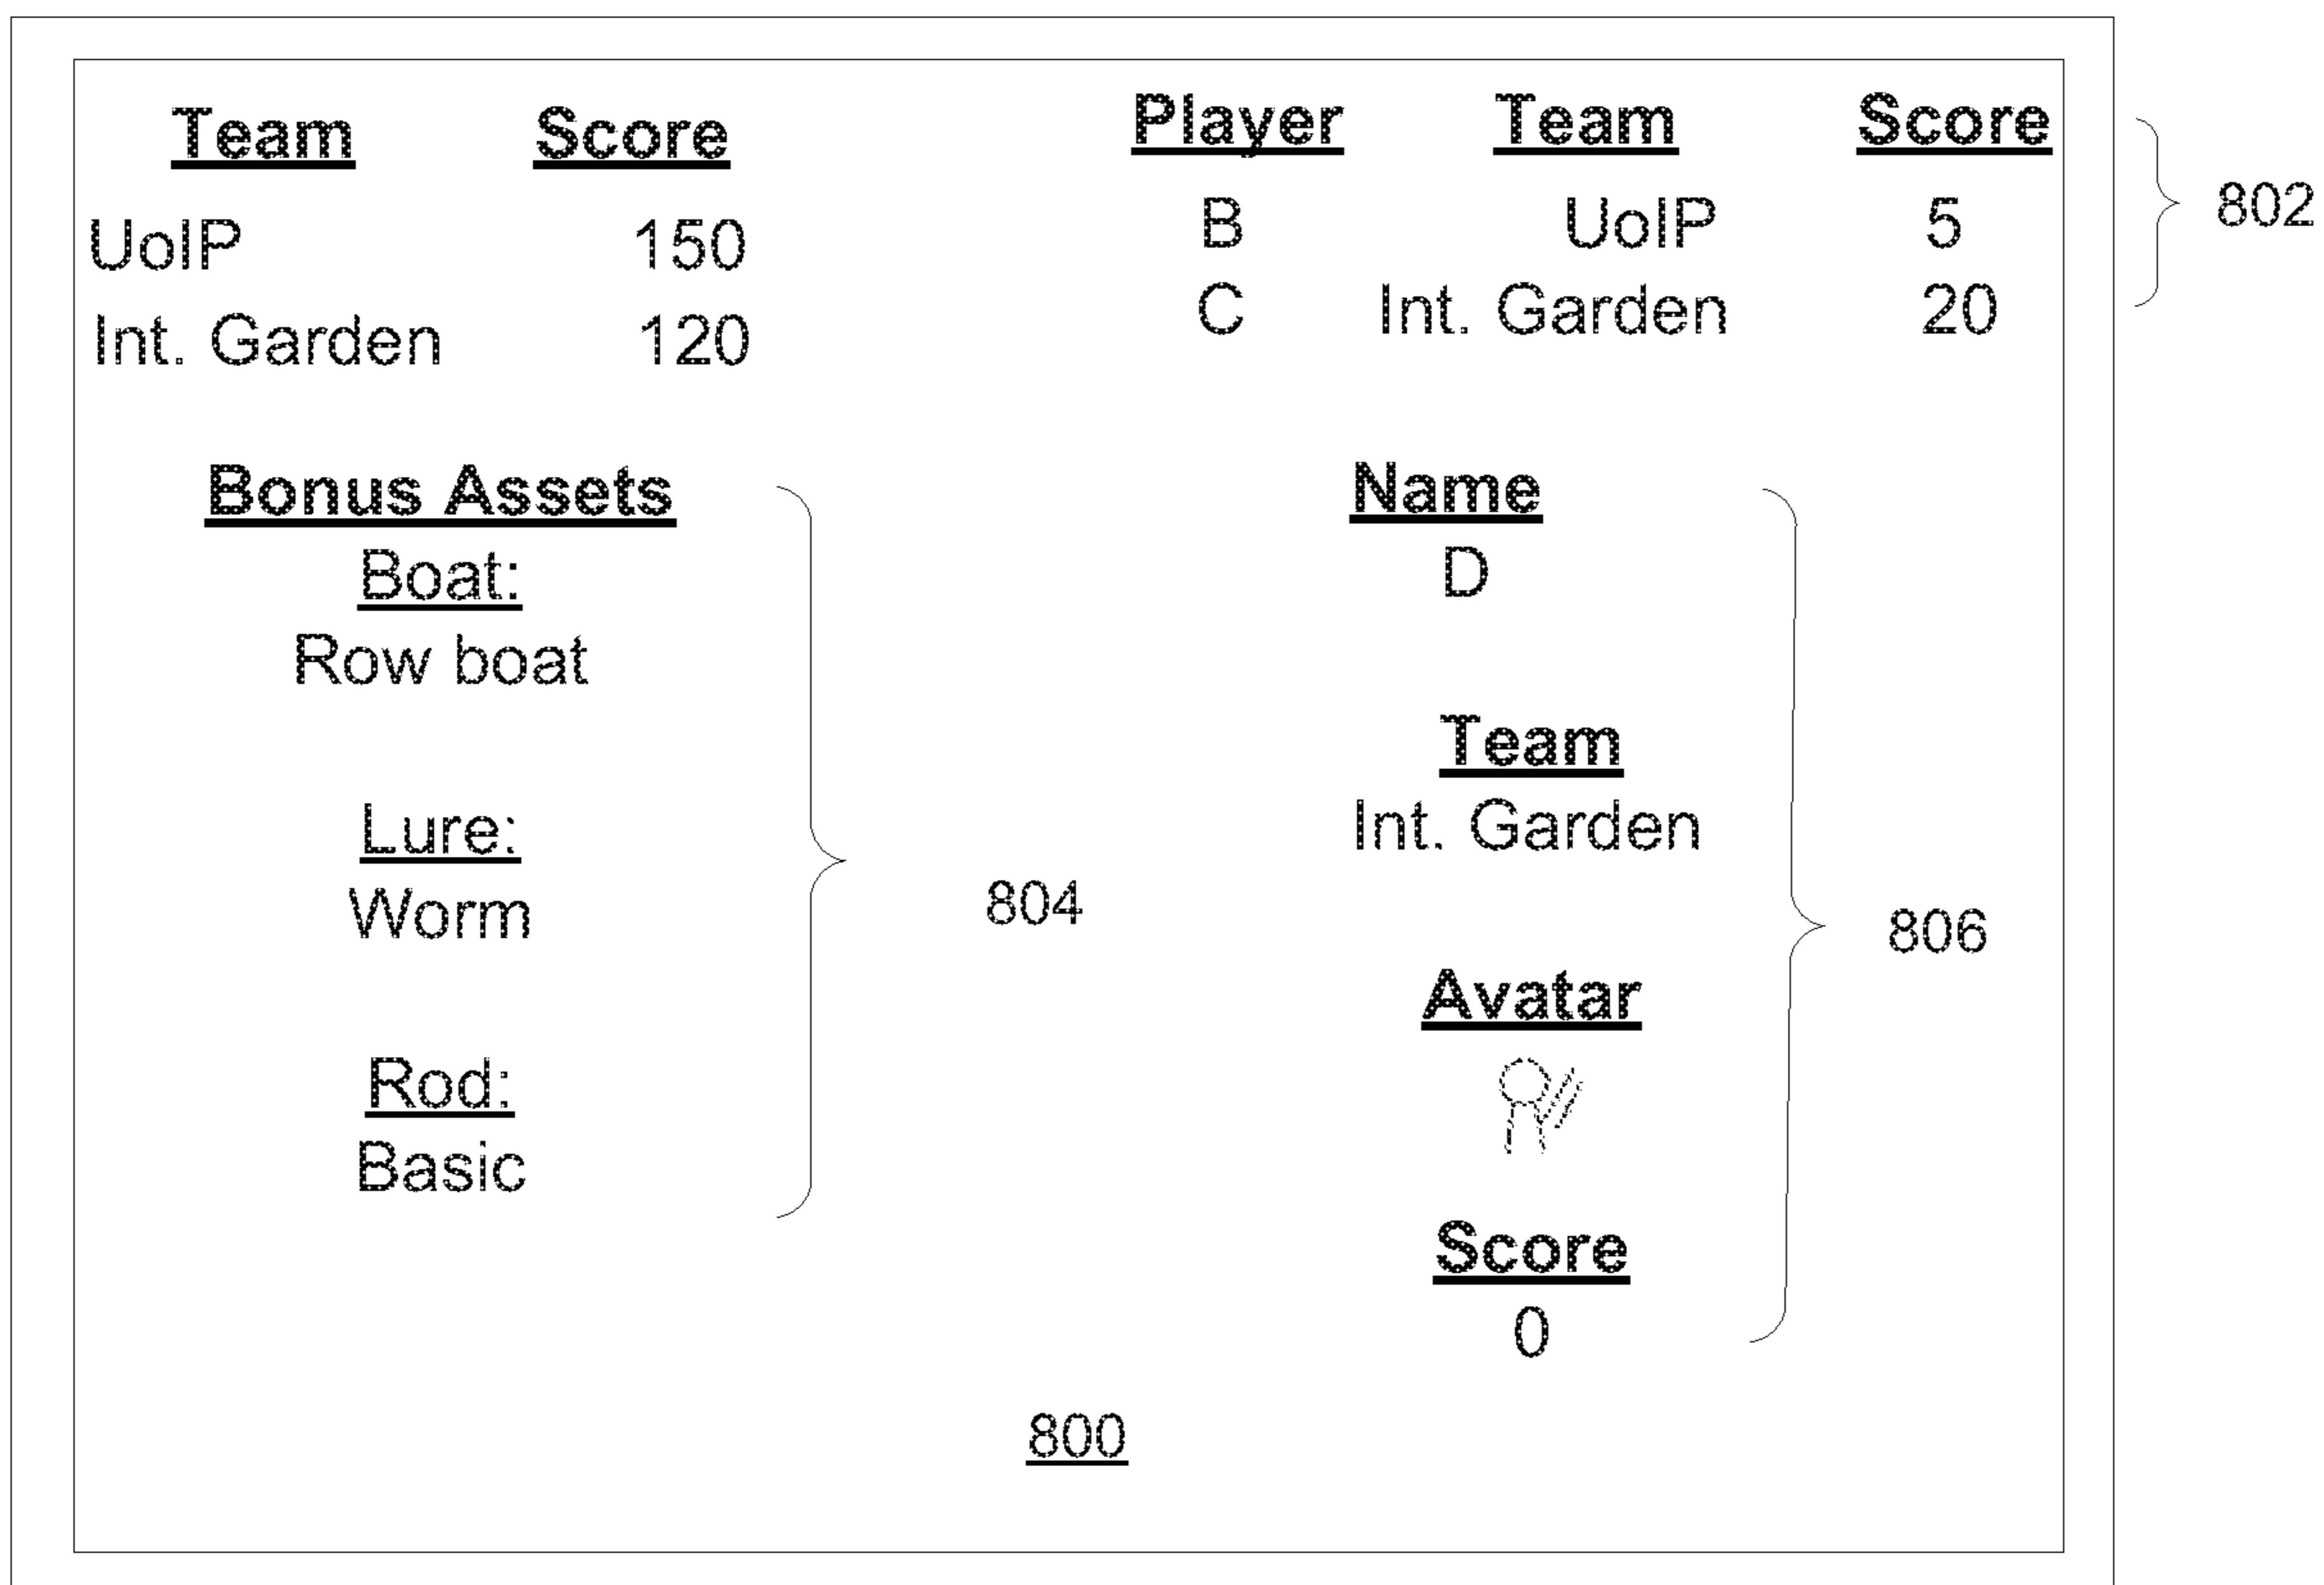 Team Score
UoIP 150
Int. Garden 120
Player Team Score
B UoIP 5
C Int. Garden 20
802
Bonus Assets
Boat:
Row boat
Lure:
Worm
Rod:
Basic
804
Name
D
Team
Int. Garden
Avatar
Score
0
806
800